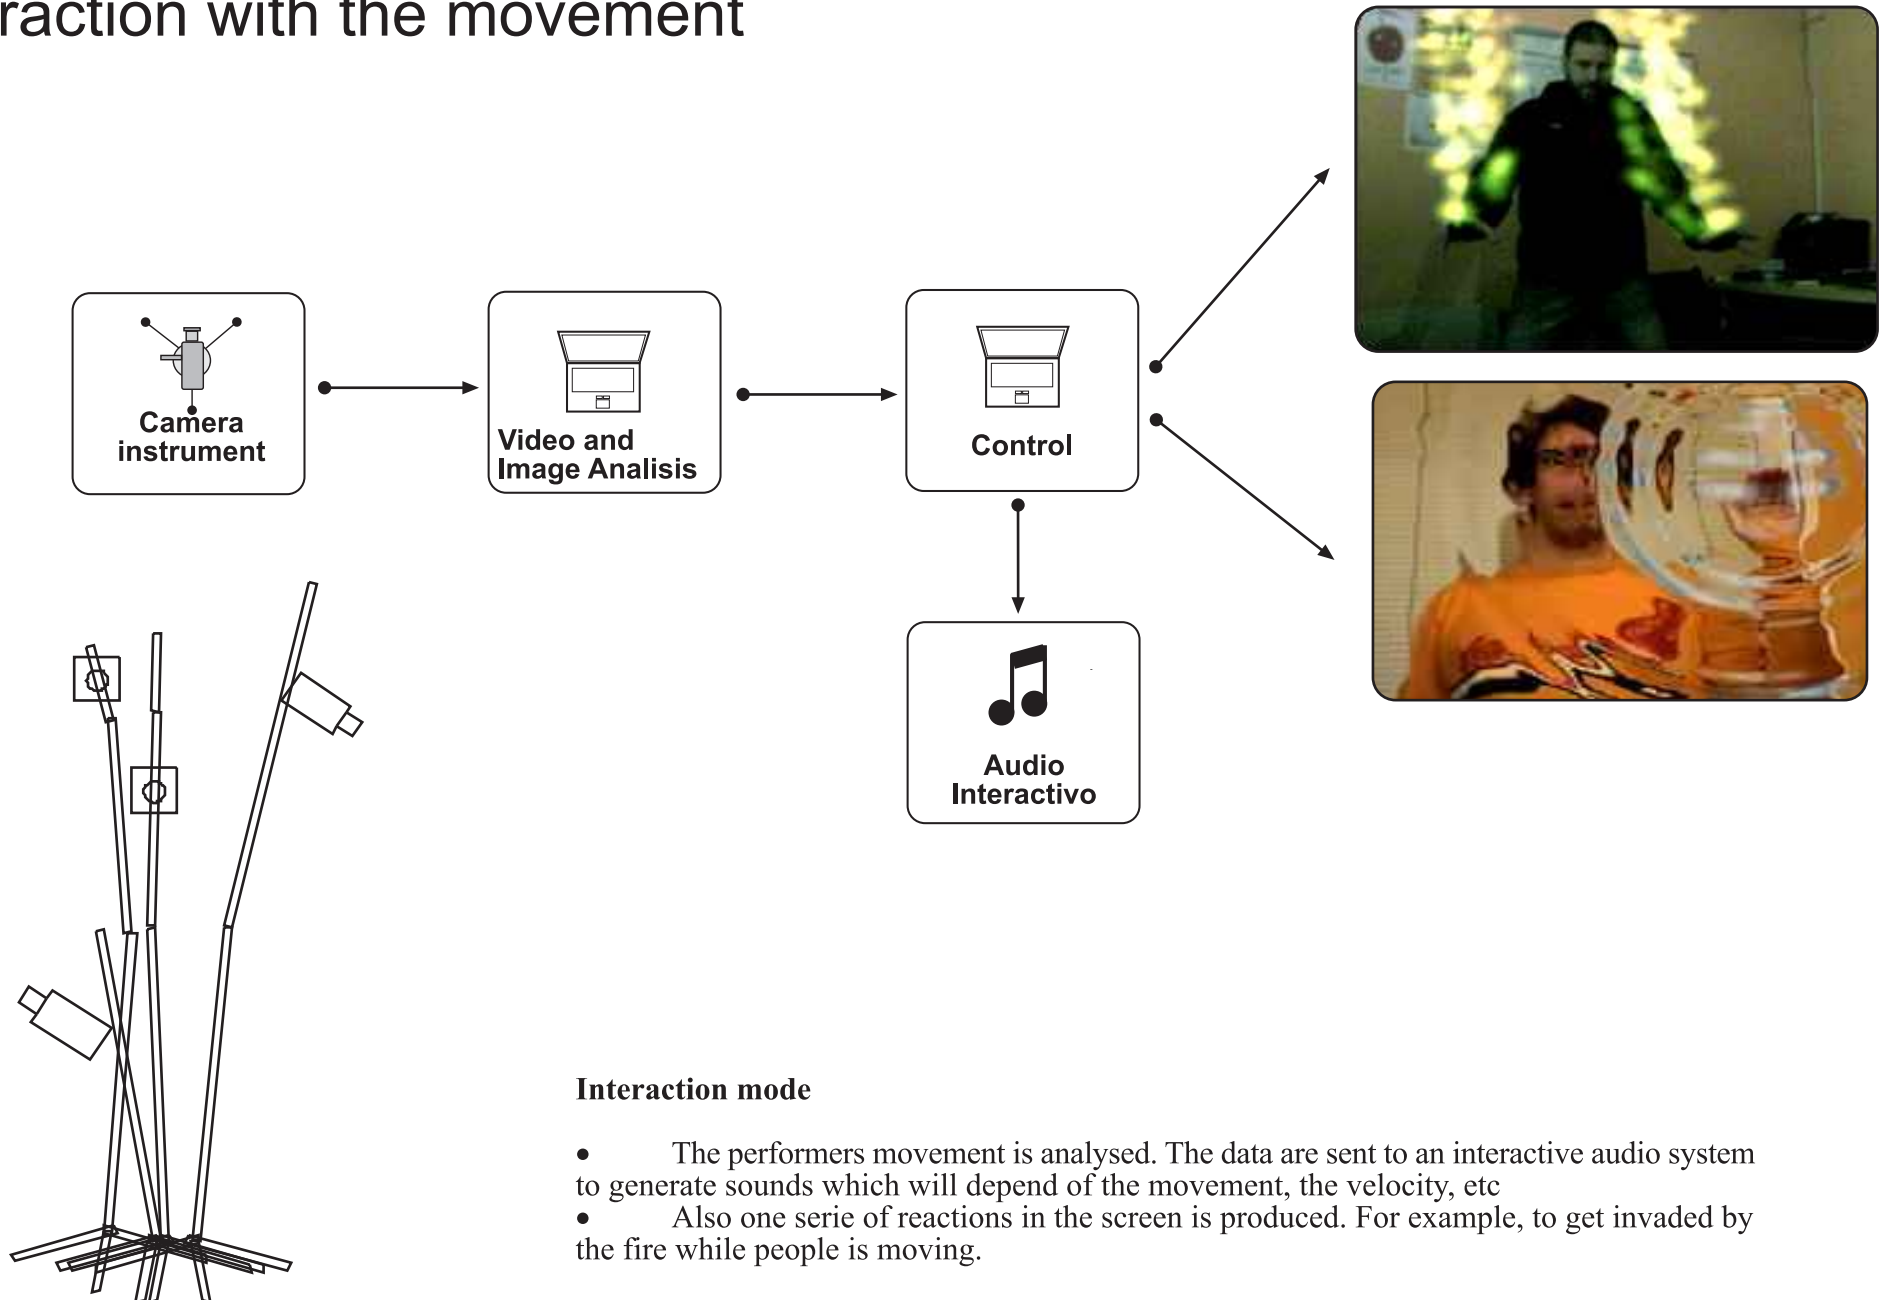 raction with the movement
Camera
instrument
Video and
Image Analisis
Control
Audio
Interactivo
Interaction mode
• The performers movement is analysed. The data are sent to an interactive audio system
to generate sounds which will depend of the movement, the velocity, etc
• Also one serie of reactions in the screen is produced. For example, to get invaded by
the fire while people is moving.